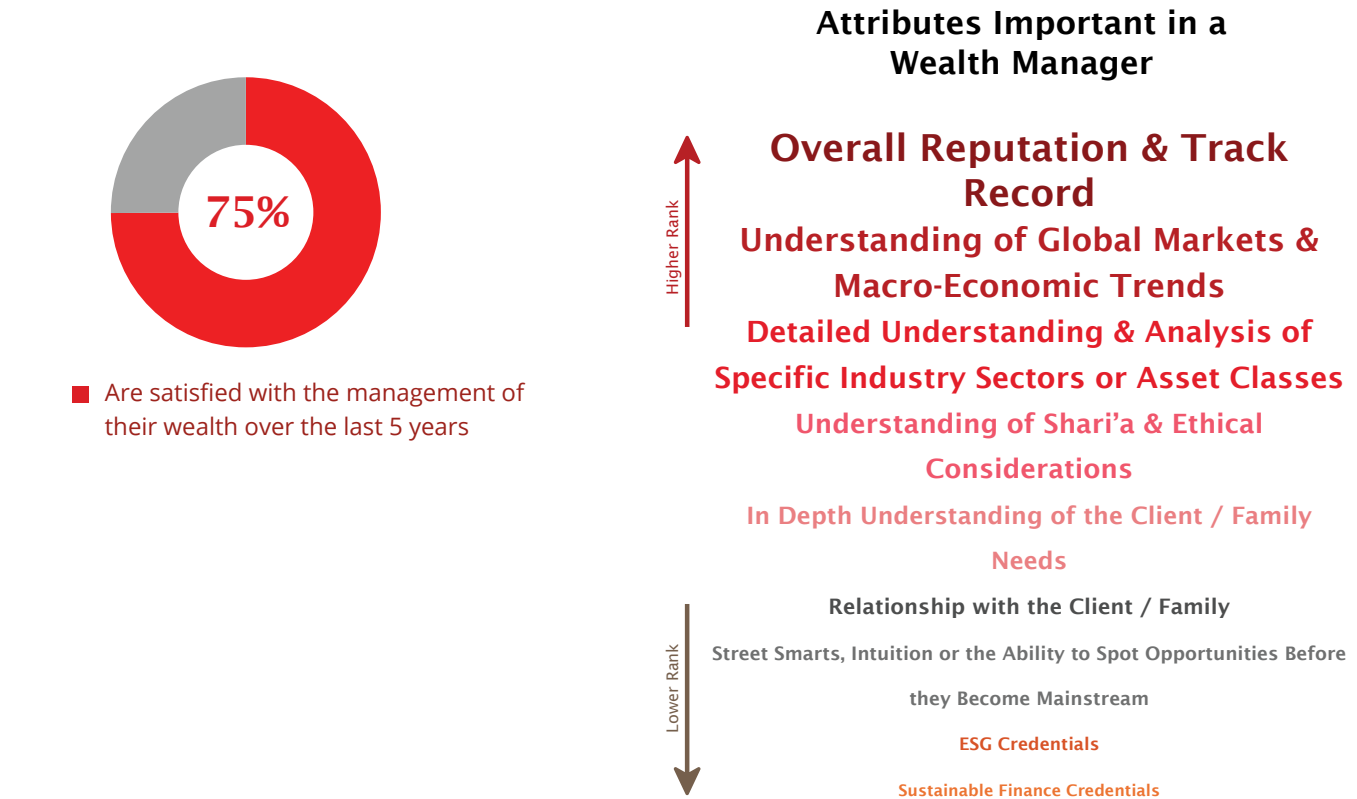 75%
Are satisfied with the management of
their wealth over the last 5 years
Attributes Important in a
Wealth Manager
Higher Rank
Overall Reputation & Track
Record
Understanding of Global Markets &
Macro-Economic Trends
Detailed Understanding & Analysis of
Specific Industry Sectors or Asset Classes
Understanding of Shari’a & Ethical
Considerations
In Depth Understanding of the Client / Family
Needs
Lower Rank
Relationship with the Client / Family
Street Smarts, Intuition or the Ability to Spot Opportunities Before
they Become Mainstream
ESG Credentials
Sustainable Finance Credentials